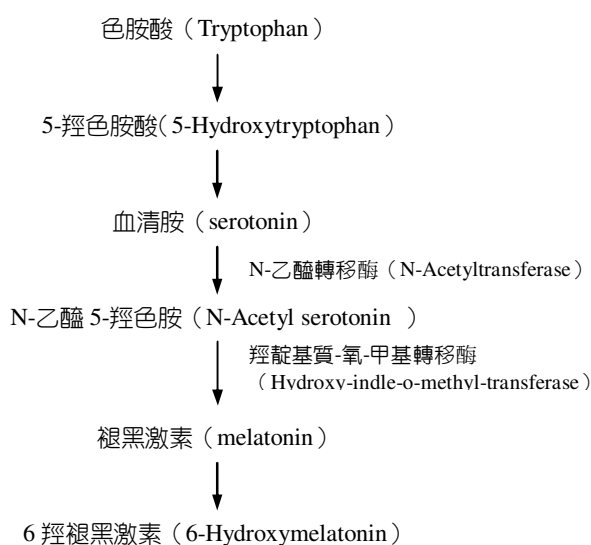 色胺酸（Tryptophan）
5-羥色胺酸（5-Hydroxytryptophan）
血清胺（serotonin）
N-乙醯轉移酶（N-Acetyltransferase）
N-乙醯 5-羥色胺（N-Acetyl serotonin ）
羥靛基質-氧-甲基轉移酶
（Hydroxy-indle-o-methyl-transferase）
褪黑激素（melatonin）
6 羥褪黑激素（6-Hydroxymelatonin）